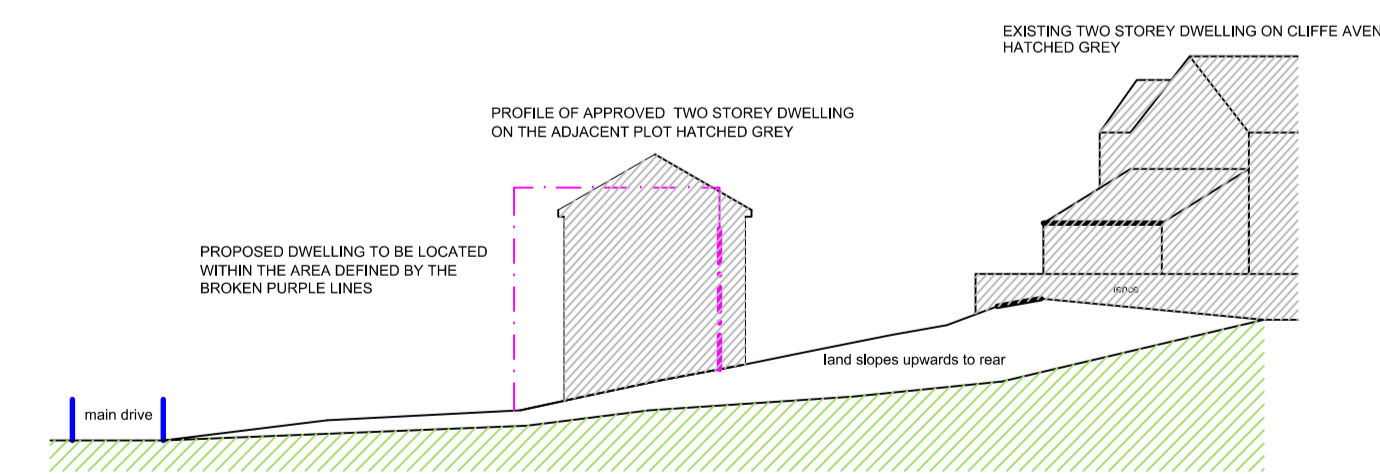 EXISTING TWO STOREY DWELLING ON CLIFFE AVEN
HATCHED GREY
PROFILE OF APPROVED TWO STOREY DWELLING
ON THE ADJACENT PLOT HATCHED GREY
PROPOSED DWELLING TO BE LOCATED
WITHIN THE AREA DEFINED BY THE
BROKEN PURPLE LINES
land slopes upwards to rear
main drive